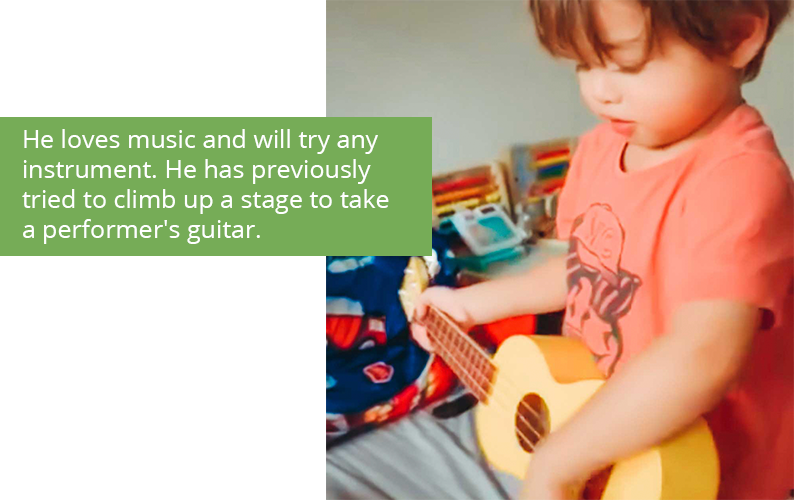 He loves music and will try any
instrument. He has previously
tried to climb up a stage to take
a performer's guitar.